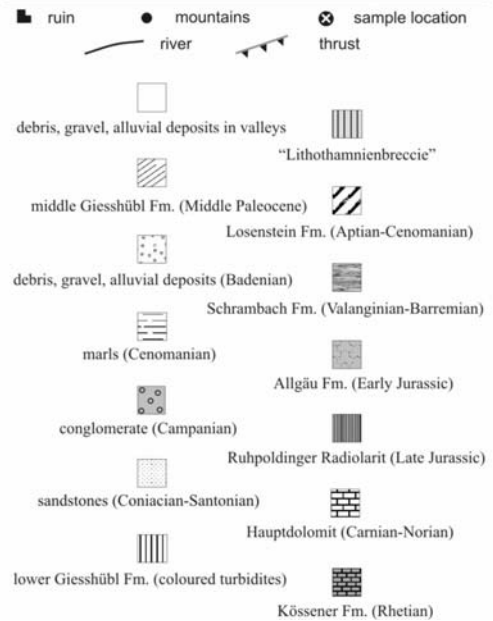 ruin mountains sample location
river thrust
debris, gravel, alluvial deposits in valleys
"Lithothamnienbreccie"
middle Giesshübl Fm. (Middle Paleocene)
Losenstein Fm. (Aptian-Cenomanian)
debris, gravel, alluvial deposits (Badenian)
Schrambach Fm. (Valanginian-Barremian)
marls (Cenomanian)
Allgäu Fm. (Early Jurassic)
conglomerate (Campanian)
Ruhpoldinger Radiolarit (Late Jurassic)
sandstones (Coniacian-Santonian)
Hauptdolomit (Carnian-Norian)
lower Giesshübl Fm. (coloured turbidites)
Kössener Fm. (Rhetian)